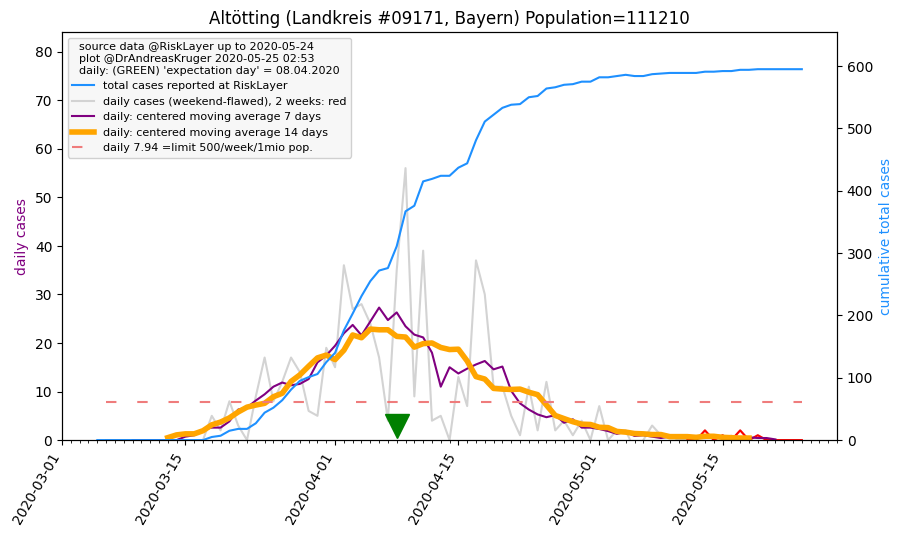 Altötting (Landkreis #09171, Bayern) Population=111210
source data @RiskLayer up to 2020-05-24
plot @DrAndreasKruger 2020-05-25 02:53
daily: (GREEN) 'expectation day' = 08.04.2020
total cases reported at RiskLayer
daily cases (weekend-flawed), 2 weeks: red
daily: centered moving average 7 days
daily: centered moving average 14 days
daily 7.94 =limit 500/week/1mio pop.
daily cases
80
70
60
50
40
30
20
10
0
cumulative total cases
600
500
400
300
200
100
0
2020-03-01
2020-03-15
2020-04-01
2020-04-15
2020-05-01
2020-05-15